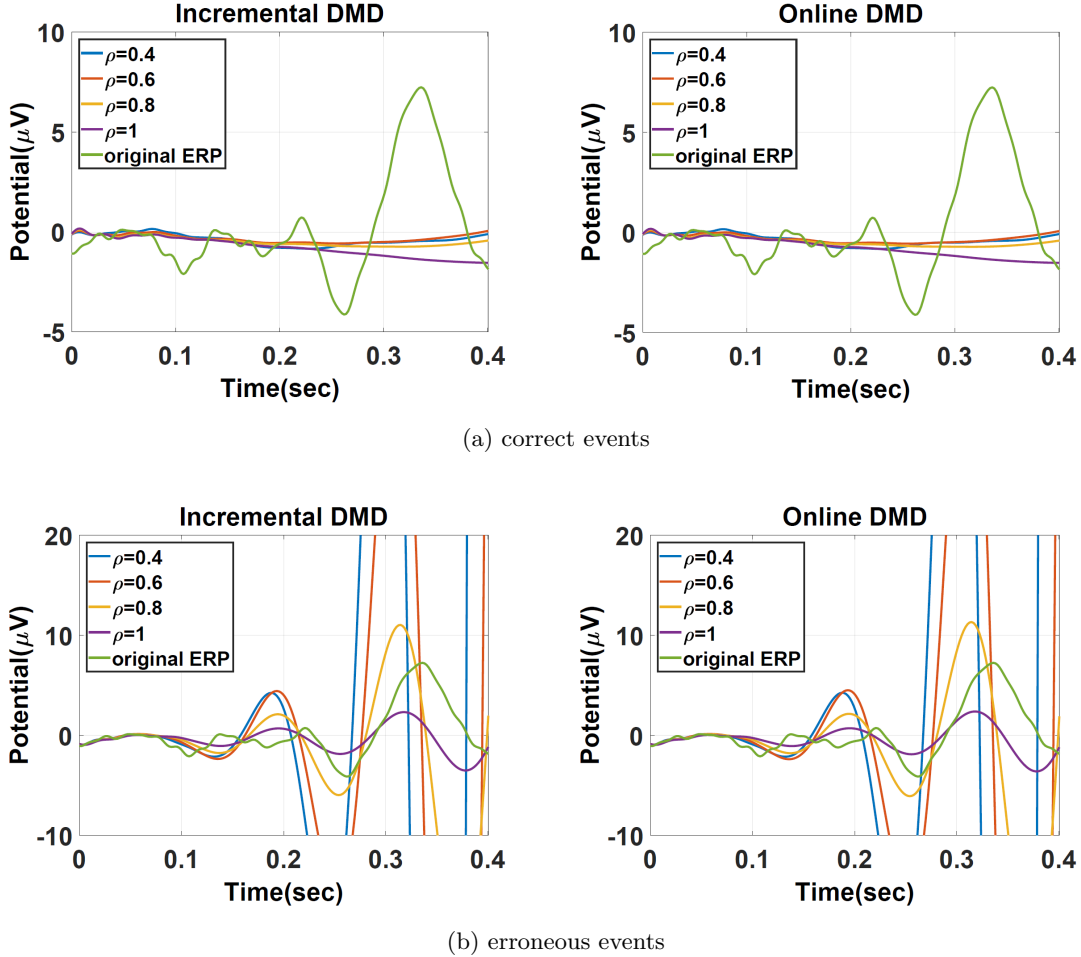 Incremental DMD
10
ρ=0.4
ρ=0.6
ρ=0.8
ρ=1
original ERP
5
0
-5
Potential(μV)
0 0.1 0.2 0.3 0.4
Time(sec)
Online DMD
10
ρ=0.4
ρ=0.6
ρ=0.8
ρ=1
original ERP
5
0
-5
Potential(μV)
0 0.1 0.2 0.3 0.4
Time(sec)
(a) correct events
Incremental DMD
20
ρ=0.4
ρ=0.6
ρ=0.8
ρ=1
original ERP
10
0
-10
Potential(μV)
0 0.1 0.2 0.3 0.4
Time(sec)
Online DMD
20
ρ=0.4
ρ=0.6
ρ=0.8
ρ=1
original ERP
10
0
-10
Potential(μV)
0 0.1 0.2 0.3 0.4
Time(sec)
(b) erroneous events